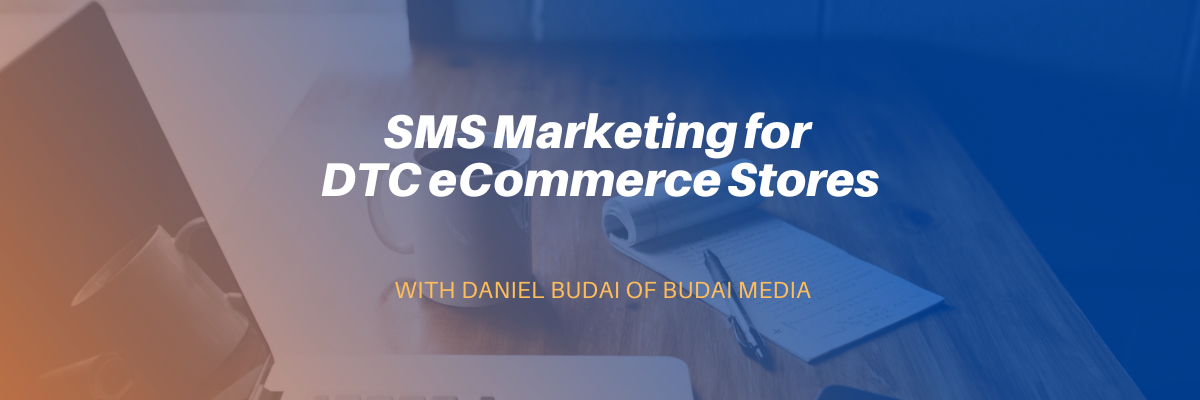 SMS Marketing for
DTC eCommerce Stores
WITH DANIEL BUDAI OF BUDAI MEDIA